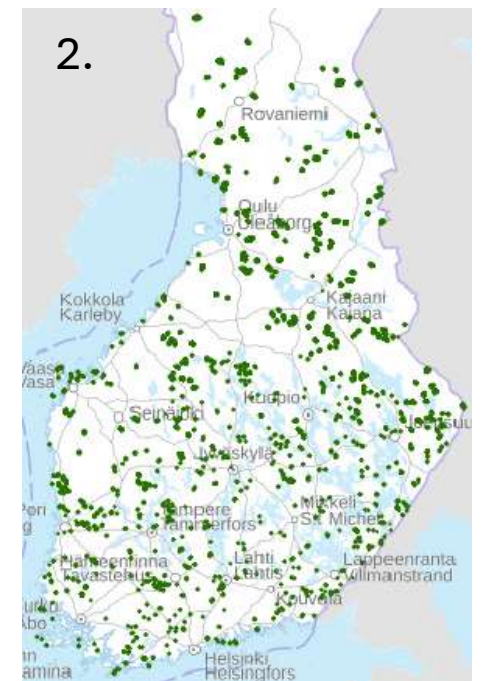 2.
Rovaniemi
Oulu
Uleåborg
Kokkola
Karleby
Kajaani
Kajana
Vaasa
Vasa
Seinäjoki
Kuopio
Joensuu
Jyväskylä
Pori
Tampere
Tammerfors
Mikkeli
S:t Michel
Hämeenlinna
Tavastehus
Lahti
Lahtis
Lappeenranta
Villmanstrand
Kouvola
Turku
Åbo
Helsinki
Helsingfors